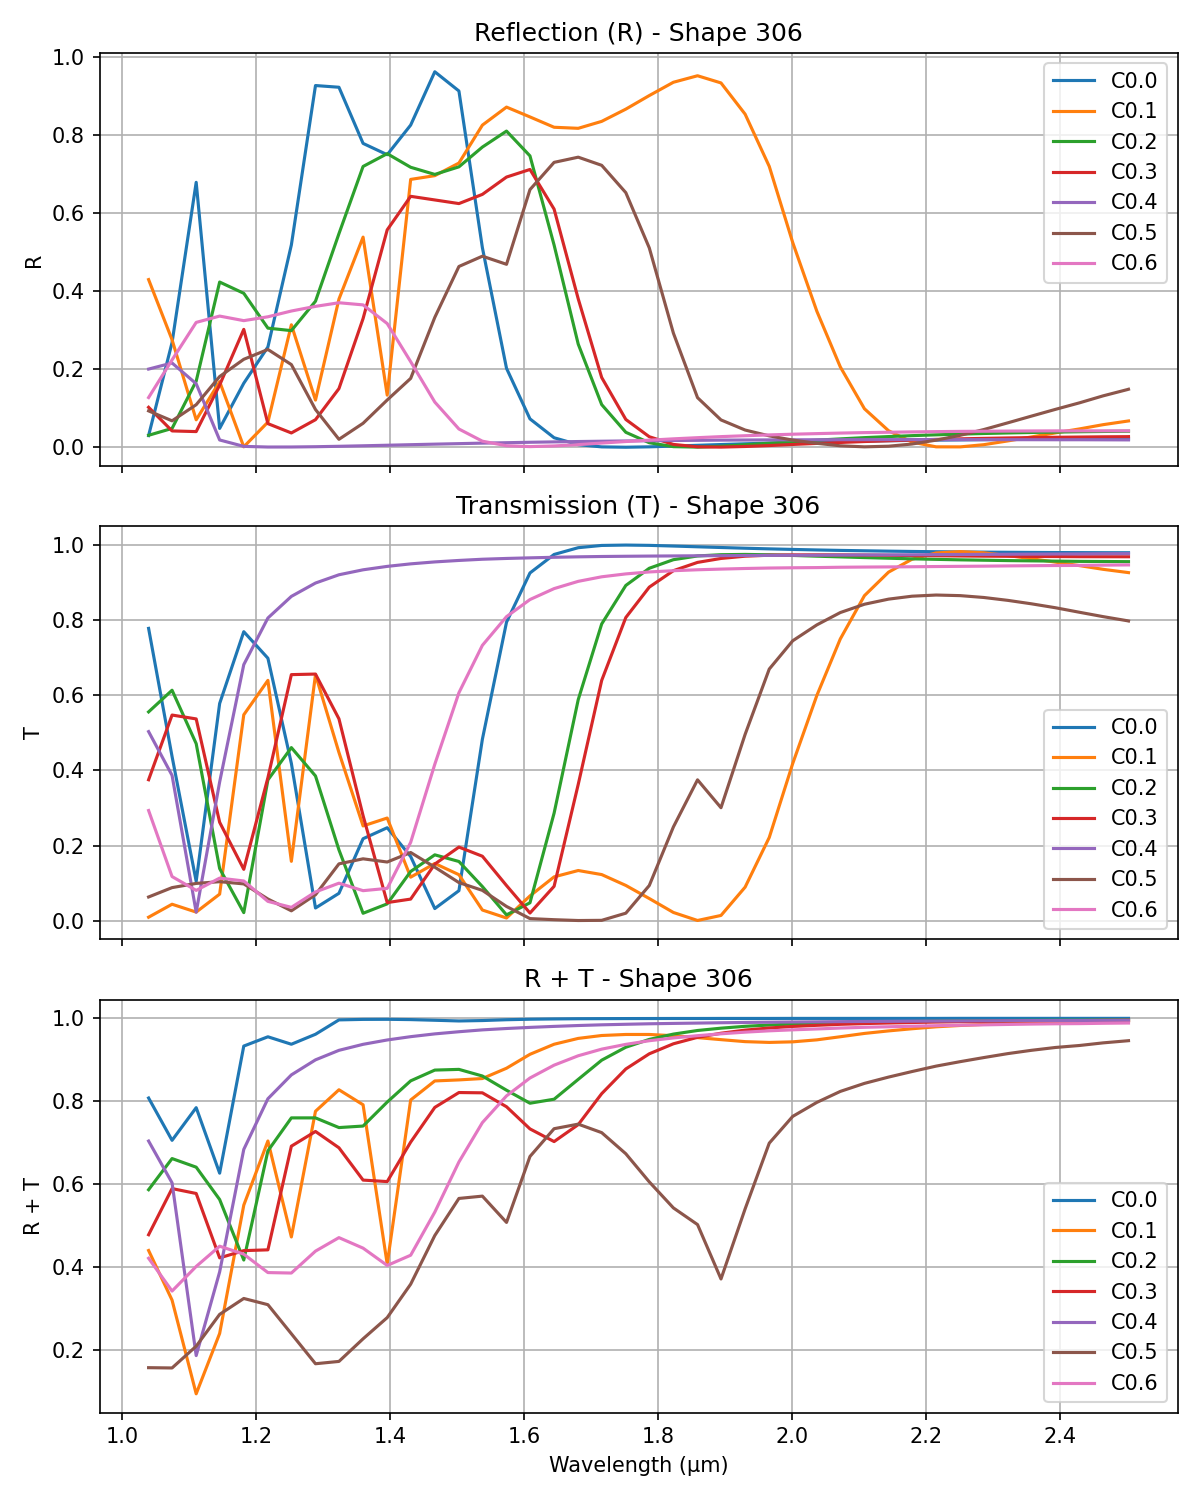 Reflection (R) - Shape 306
1.0
0.8
0.6
0.4
0.2
0.0
R
C0.0
C0.1
C0.2
C0.3
C0.4
C0.5
C0.6
Transmission (T) - Shape 306
1.0
0.8
0.6
0.4
0.2
0.0
T
C0.0
C0.1
C0.2
C0.3
C0.4
C0.5
C0.6
R + T - Shape 306
1.0
0.8
0.6
0.4
0.2
R + T
C0.0
C0.1
C0.2
C0.3
C0.4
C0.5
C0.6
1.0 1.2 1.4 1.6 1.8 2.0 2.2 2.4
Wavelength (μm)